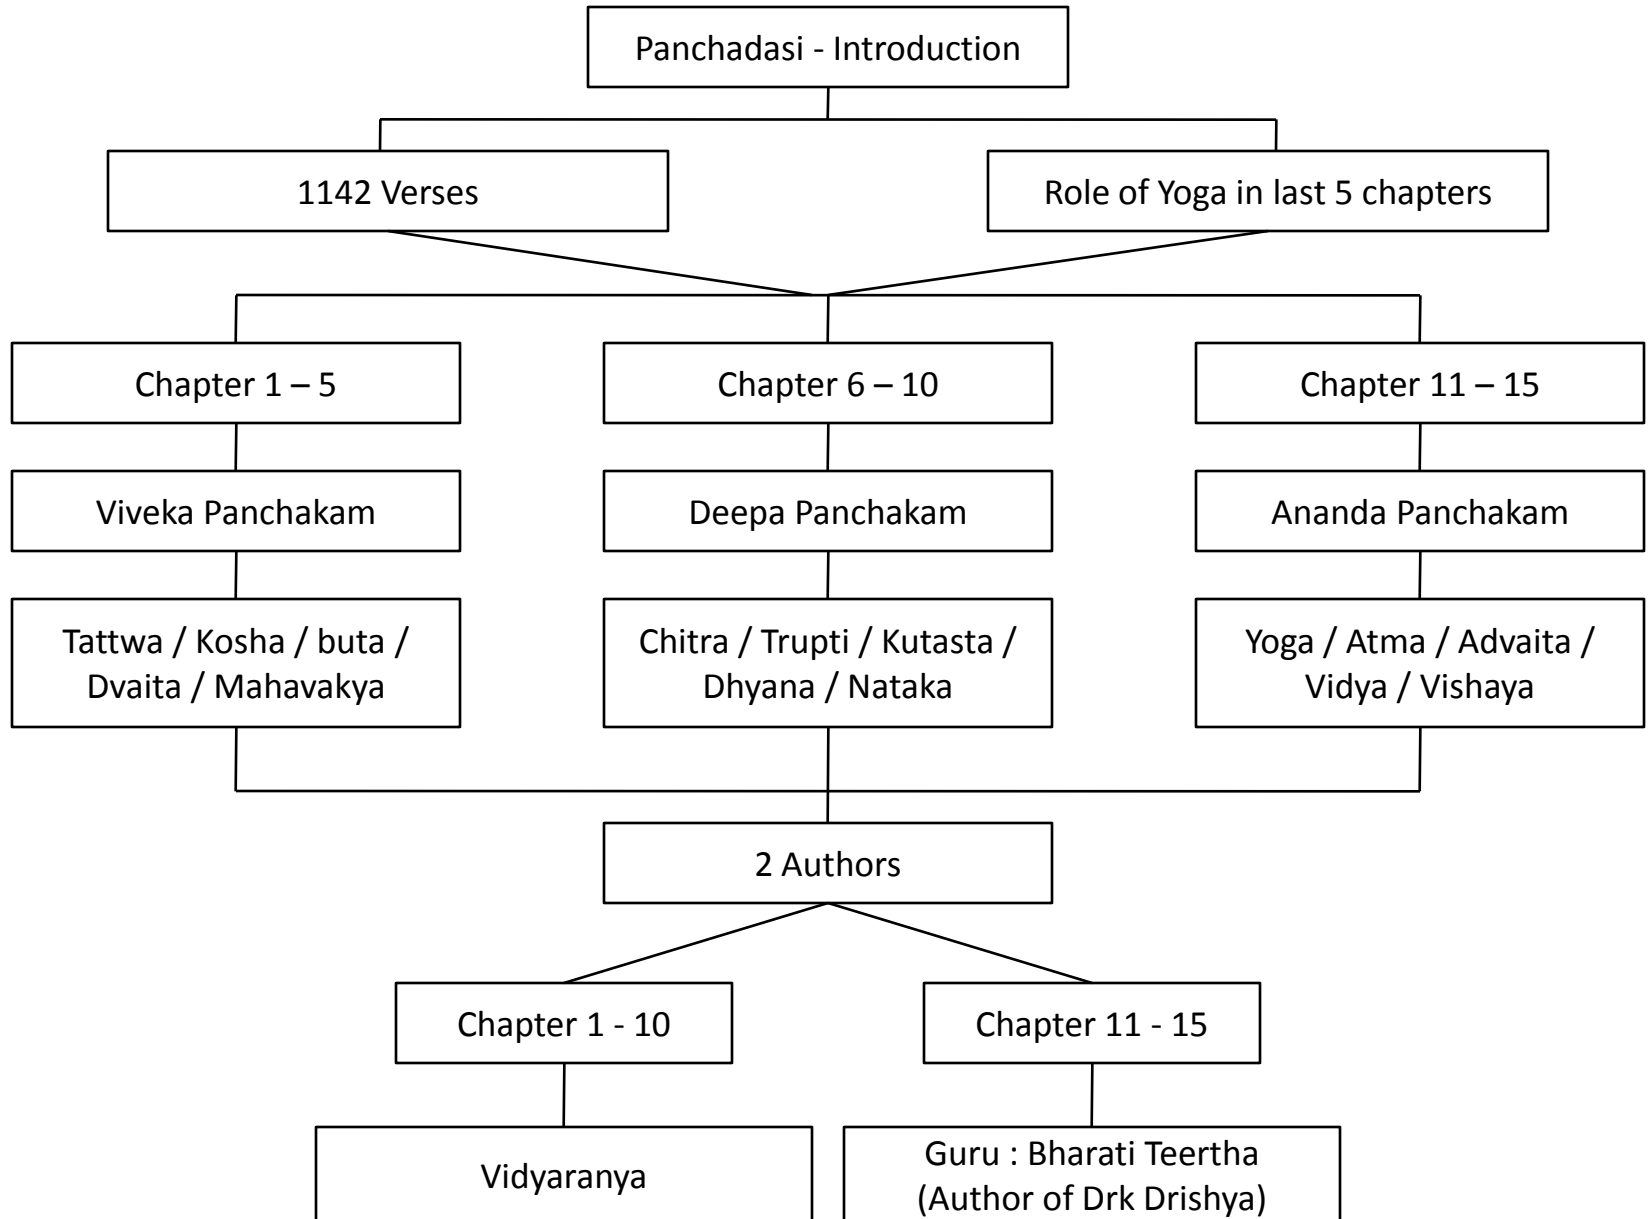 Panchadasi - Introduction
1142 Verses
Role of Yoga in last 5 chapters
Chapter 1 – 5
Chapter 6 – 10
Chapter 11 – 15
Viveka Panchakam
Deepa Panchakam
Ananda Panchakam
Tattwa / Kosha / buta /
Dvaita / Mahavakya
Chitra / Trupti / Kutasta /
Dhyana / Nataka
Yoga / Atma / Advaita /
Vidya / Vishaya
2 Authors
Chapter 1 - 10
Chapter 11 - 15
Vidyaranya
Guru : Bharati Teertha
(Author of Drk Drishya)